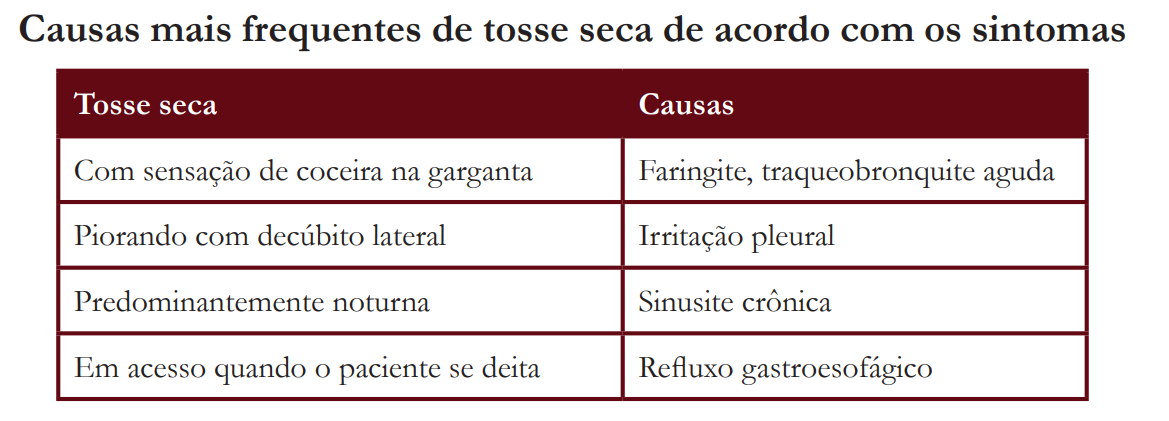 Causas mais frequentes de tosse seca de acordo com os sintomas
Tosse seca Causas
Com sensação de coceira na garganta Faringite, traqueobronquite aguda
Piorando com decúbito lateral Irritação pleural
Predominantemente noturna Sinusite crônica
Em acesso quando o paciente se deita Refluxo gastroesofágico